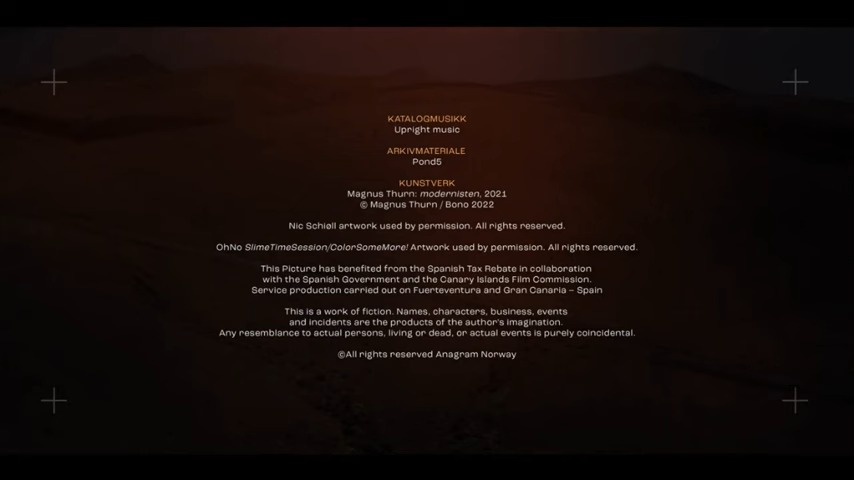 KATALOGMUSIKK
Upright music
ARKIVMATERIALE
Pond5
KUNSTVERK
Magnus Thurn: modernisten, 2021
© Magnus Thurn / Bono 2022
Nic Schiøll artwork used by permission. All rights reserved.
OhNo SlimeTimeSession/ColorSomeMore! Artwork used by permission. All rights reserved.
This Picture has benefited from the Spanish Tax Rebate in collaboration
with the Spanish Government and the Canary Islands Film Commission.
Service production carried out on Fuerteventura and Gran Canaria – Spain
This is a work of fiction. Names, characters, business, events
and incidents are the products of the author's imagination.
Any resemblance to actual persons, living or dead, or actual events is purely coincidental.
©All rights reserved Anagram Norway